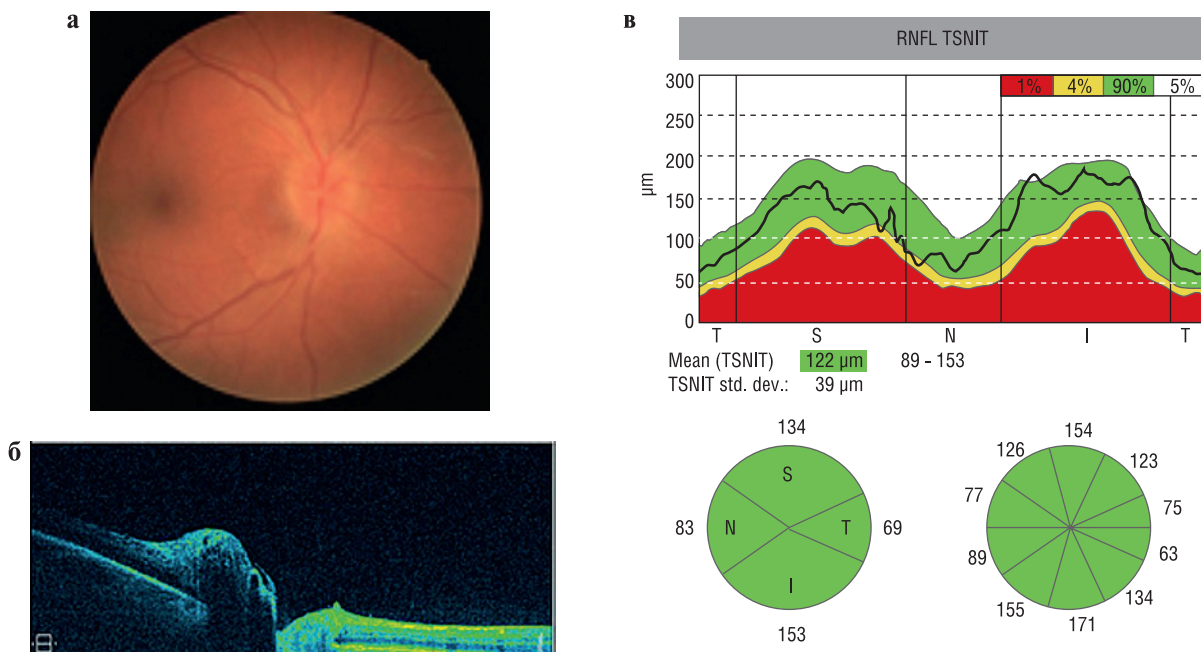 а
б
в
RNFL TSNIT
1% 4% 90% 5%
300
250
200
150
100
50
0
µm
T S N I T
Mean (TSNIT) 122 µm 89 - 153
TSNIT std. dev.: 39 µm
134
S
83 N T 69
I
153
154
126 123
77 75
89 63
155 134
171